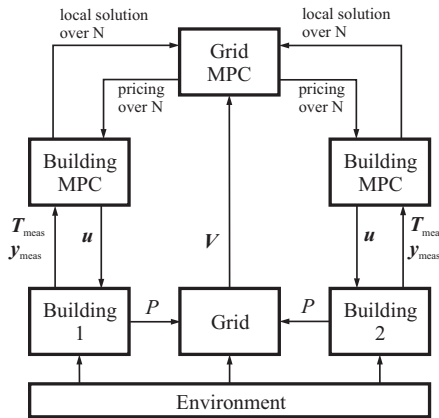 local solution
over N
Grid
MPC
local solution
over N
pricing
over N
pricing
over N
Building
MPC
Building
MPC
T meas
y meas
u
V
u
T meas
y meas
Building
1
P
Grid
P
Building
2
Environment